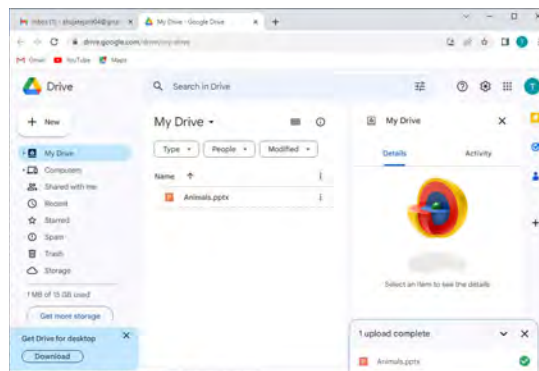 My Drive - Google Drive
drive.google.com/drive/my-drive
Gmail
YouTube
Maps
Drive
Search in Drive
T
New
My Drive
My Drive
Type
People
Modified
Details
Activity
My Drive
Computers
Shared with me
Recent
Starred
Spam
Trash
Storage
Name
Animals.pptx
Select an item to see the details
1 MB of 15 GB used
Get more storage
Get Drive for desktop
Download
1 upload complete
Animals.pptx